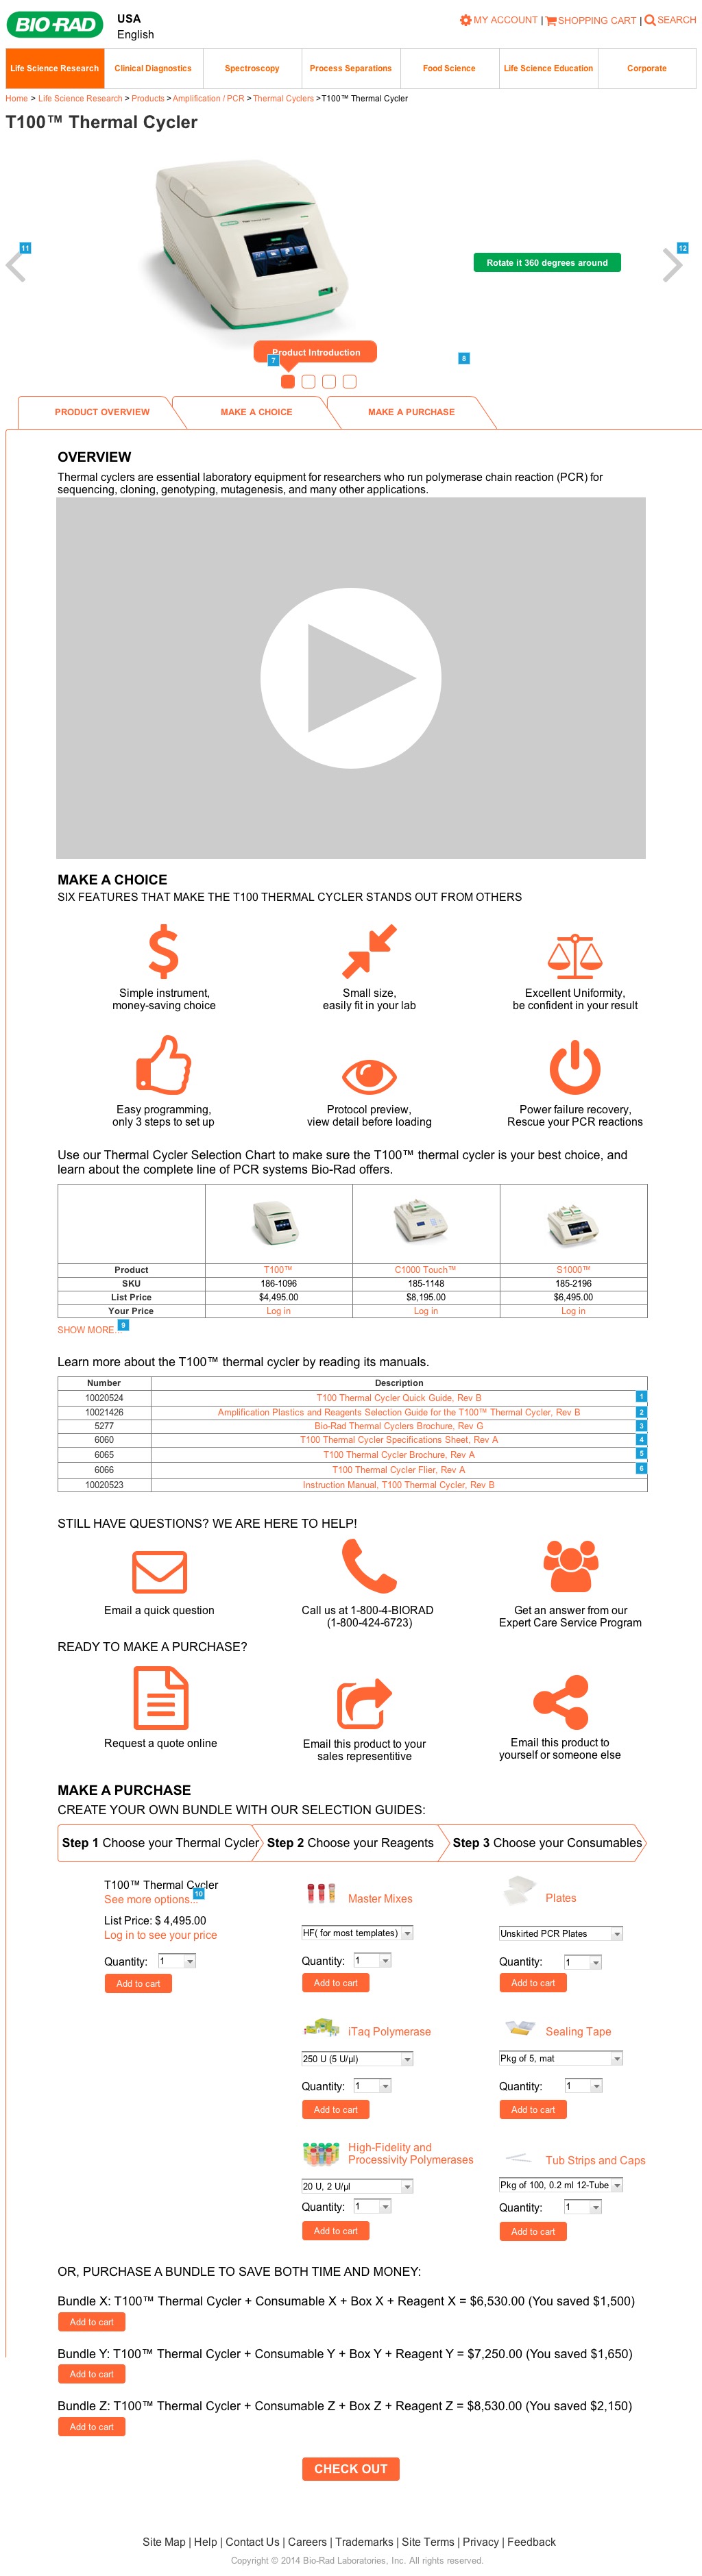 BIO-RAD
USA
English
MY ACCOUNT | SHOPPING CART | SEARCH
Life Science Research Clinical Diagnostics Spectroscopy Process Separations Food Science Life Science Education Corporate
Home > Life Science Research > Products > Amplification / PCR > Thermal Cyclers > T100™ Thermal Cycler
T100™ Thermal Cycler
11
12
Rotate it 360 degrees around
Product Introduction
7
8
PRODUCT OVERVIEW MAKE A CHOICE MAKE A PURCHASE
OVERVIEW
Thermal cyclers are essential laboratory equipment for researchers who run polymerase chain reaction (PCR) for
sequencing, cloning, genotyping, mutagenesis, and many other applications.
MAKE A CHOICE
SIX FEATURES THAT MAKE THE T100 THERMAL CYCLER STANDS OUT FROM OTHERS
Simple instrument,
money-saving choice
Small size,
easily fit in your lab
Excellent Uniformity,
be confident in your result
Easy programming,
only 3 steps to set up
Protocol preview,
view detail before loading
Power failure recovery,
Rescue your PCR reactions
Use our Thermal Cycler Selection Chart to make sure the T100™ thermal cycler is your best choice, and
learn about the complete line of PCR systems Bio-Rad offers.
Product T100™ C1000 Touch™ S1000™
SKU 186-1096 185-1148 185-2196
List Price $4,495.00 $8,195.00 $6,495.00
Your Price Log in Log in Log in
SHOW MORE... 9
Learn more about the T100™ thermal cycler by reading its manuals.
Number Description
10020524 T100 Thermal Cycler Quick Guide, Rev B 1
10021426 Amplification Plastics and Reagents Selection Guide for the T100™ Thermal Cycler, Rev B 2
5277 Bio-Rad Thermal Cyclers Brochure, Rev G 3
6060 T100 Thermal Cycler Specifications Sheet, Rev A 4
6065 T100 Thermal Cycler Brochure, Rev A 5
6066 T100 Thermal Cycler Flier, Rev A 6
10020523 Instruction Manual, T100 Thermal Cycler, Rev B
STILL HAVE QUESTIONS? WE ARE HERE TO HELP!
Email a quick question
Call us at 1-800-4-BIORAD
(1-800-424-6723)
Get an answer from our
Expert Care Service Program
READY TO MAKE A PURCHASE?
Request a quote online
Email this product to your
sales representitive
Email this product to
yourself or someone else
MAKE A PURCHASE
CREATE YOUR OWN BUNDLE WITH OUR SELECTION GUIDES:
Step 1 Choose your Thermal Cycler Step 2 Choose your Reagents Step 3 Choose your Consumables
T100™ Thermal Cycler
See more options... 10
List Price: $ 4,495.00
Log in to see your price
Quantity: 1
Add to cart
Master Mixes
HF( for most templates)
Quantity: 1
Add to cart
Plates
Unskirted PCR Plates
Quantity: 1
Add to cart
iTaq Polymerase
250 U (5 U/µl)
Quantity: 1
Add to cart
Sealing Tape
Pkg of 5, mat
Quantity: 1
Add to cart
High-Fidelity and
Processivity Polymerases
20 U, 2 U/µl
Quantity: 1
Add to cart
Tub Strips and Caps
Pkg of 100, 0.2 ml 12-Tube
Quantity: 1
Add to cart
OR, PURCHASE A BUNDLE TO SAVE BOTH TIME AND MONEY:
Bundle X: T100™ Thermal Cycler + Consumable X + Box X + Reagent X = $6,530.00 (You saved $1,500)
Add to cart
Bundle Y: T100™ Thermal Cycler + Consumable Y + Box Y + Reagent Y = $7,250.00 (You saved $1,650)
Add to cart
Bundle Z: T100™ Thermal Cycler + Consumable Z + Box Z + Reagent Z = $8,530.00 (You saved $2,150)
Add to cart
CHECK OUT
Site Map | Help | Contact Us | Careers | Trademarks | Site Terms | Privacy | Feedback
Copyright © 2014 Bio-Rad Laboratories, Inc. All rights reserved.